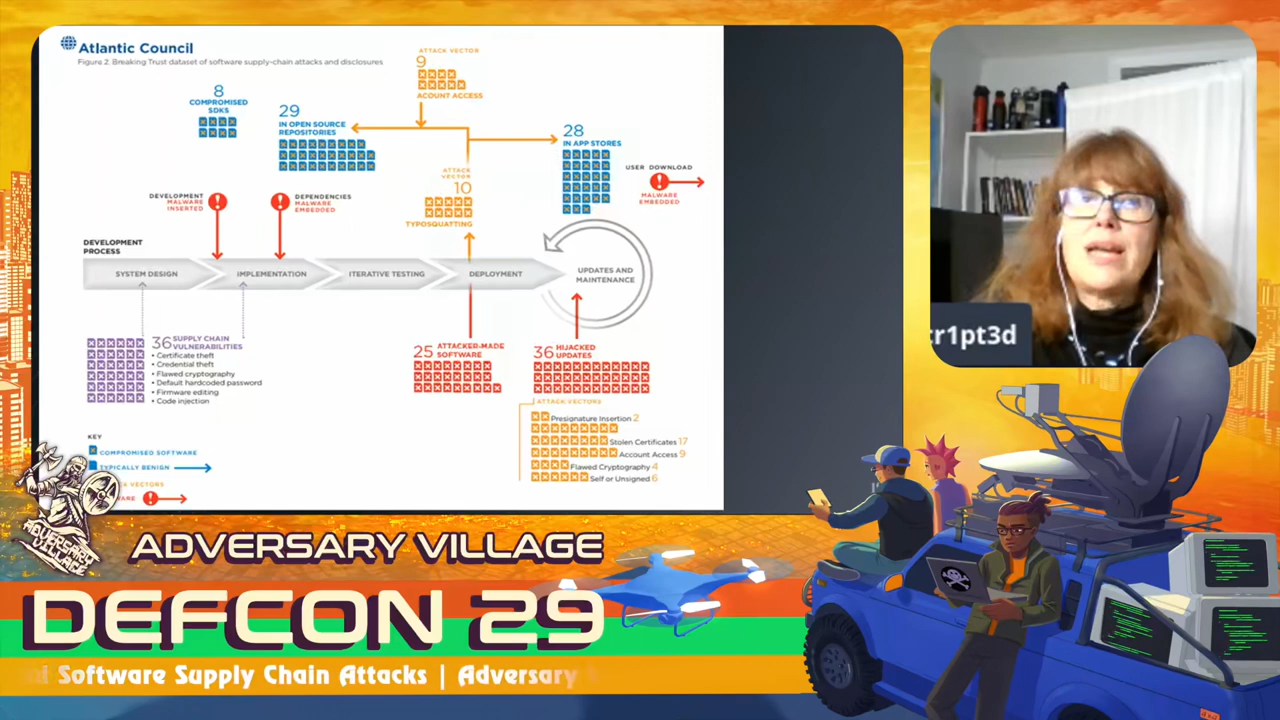 Atlantic Council
Figure 2. Breaking Trust dataset of software supply-chain attacks and disclosures
ATTACK VECTOR
9
ACOUNT ACCESS
8
COMPROMISED
SDKS
29
IN OPEN SOURCE
REPOSITORIES
28
IN APP STORES
USER DOWNLOAD
MALWARE
EMBEDDED
ATTACK
VECTOR
10
TYPOSQUATTING
DEVELOPMENT
MALWARE
INSERTED
DEPENDENCIES
MALWARE
EMBEDDED
DEVELOPMENT
PROCESS
SYSTEM DESIGN
IMPLEMENTATION
ITERATIVE TESTING
DEPLOYMENT
UPDATES AND
MAINTENANCE
36 SUPPLY CHAIN
VULNERABILITIES
• Certificate theft
• Credential theft
• Flawed cryptography
• Default hardcoded password
• Firmware editing
• Code injection
25 ATTACKER-MADE
SOFTWARE
36 HIJACKED
UPDATES
ATTACK VECTORS
Presignature Insertion 2
Stolen Certificates 17
Account Access 9
Flawed Cryptography 4
Self or Unsigned 6
KEY
COMPROMISED SOFTWARE
TYPICALLY BENIGN
CK VECTORS
ARE
cr1pt3d
ADVERSARY
VILLAGE
ADVERSARY VILLAGE
DEFCON 29
Software Supply Chain Attacks | Adversary